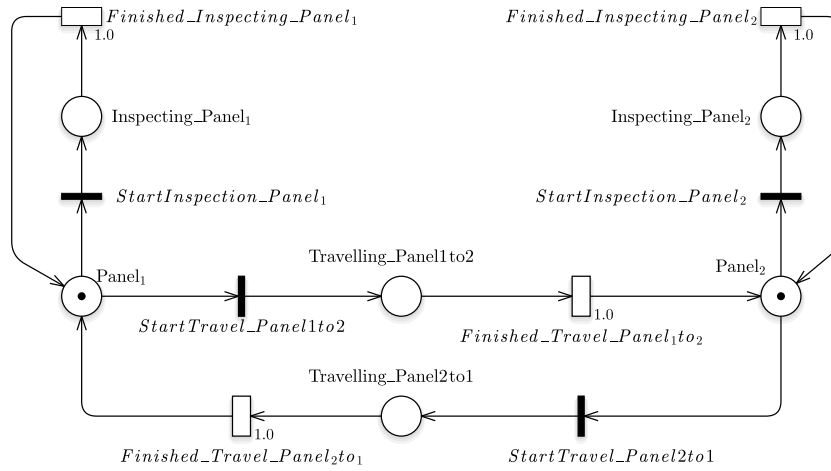 Finished_Inspecting_Panel₁
1.0
Finished_Inspecting_Panel₂
1.0
Inspecting_Panel₁
Inspecting_Panel₂
StartInspection_Panel₁
StartInspection_Panel₂
Panel₁
Travelling_Panel1to2
Panel₂
StartTravel_Panel1to2
1.0
Finished_Travel_Panel₁to₂
Travelling_Panel2to1
1.0
Finished_Travel_Panel₂to₁
StartTravel_Panel2to1